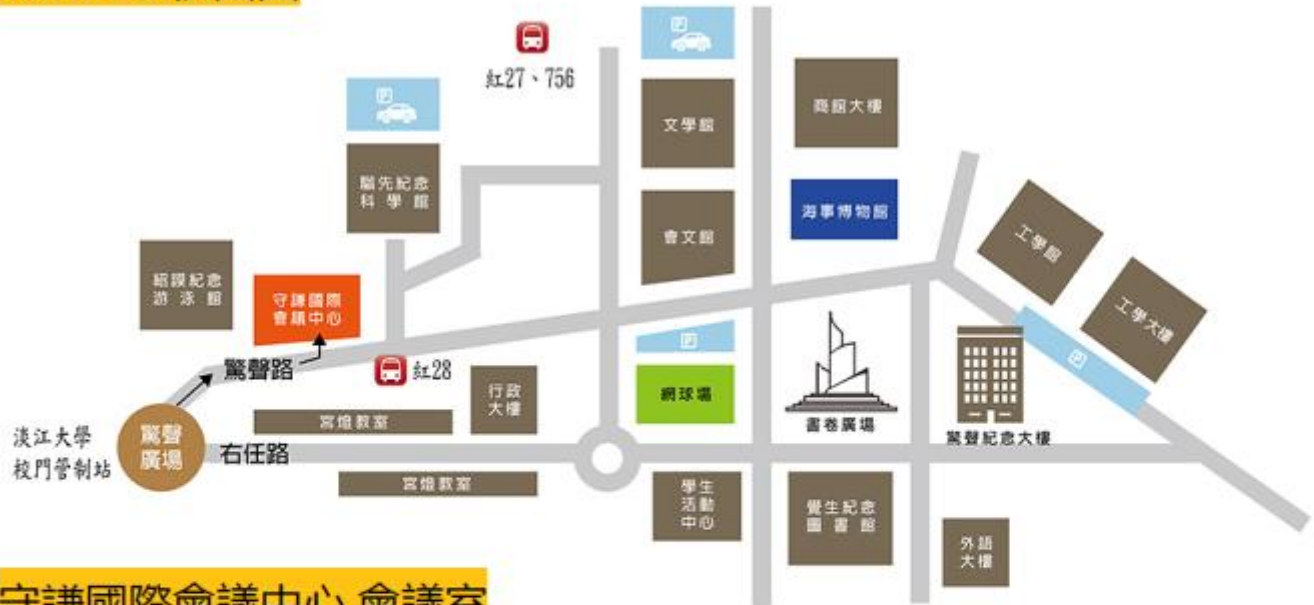 紅27、756
P
P
文學館
商館大樓
騮先紀念
科學館
海事博物館
會文館
工學館
紹謨紀念
游泳館
守謙國際
會議中心
工學大樓
驚聲路
紅28
P
P
行政
大樓
網球場
宮燈教室
書卷廣場
驚聲紀念大樓
淡江大學
校門管制站
驚聲
廣場
右任路
宮燈教室
學生
活動
中心
覺生紀念
圖書館
外語
大樓
守謙國際會議中心 會議室